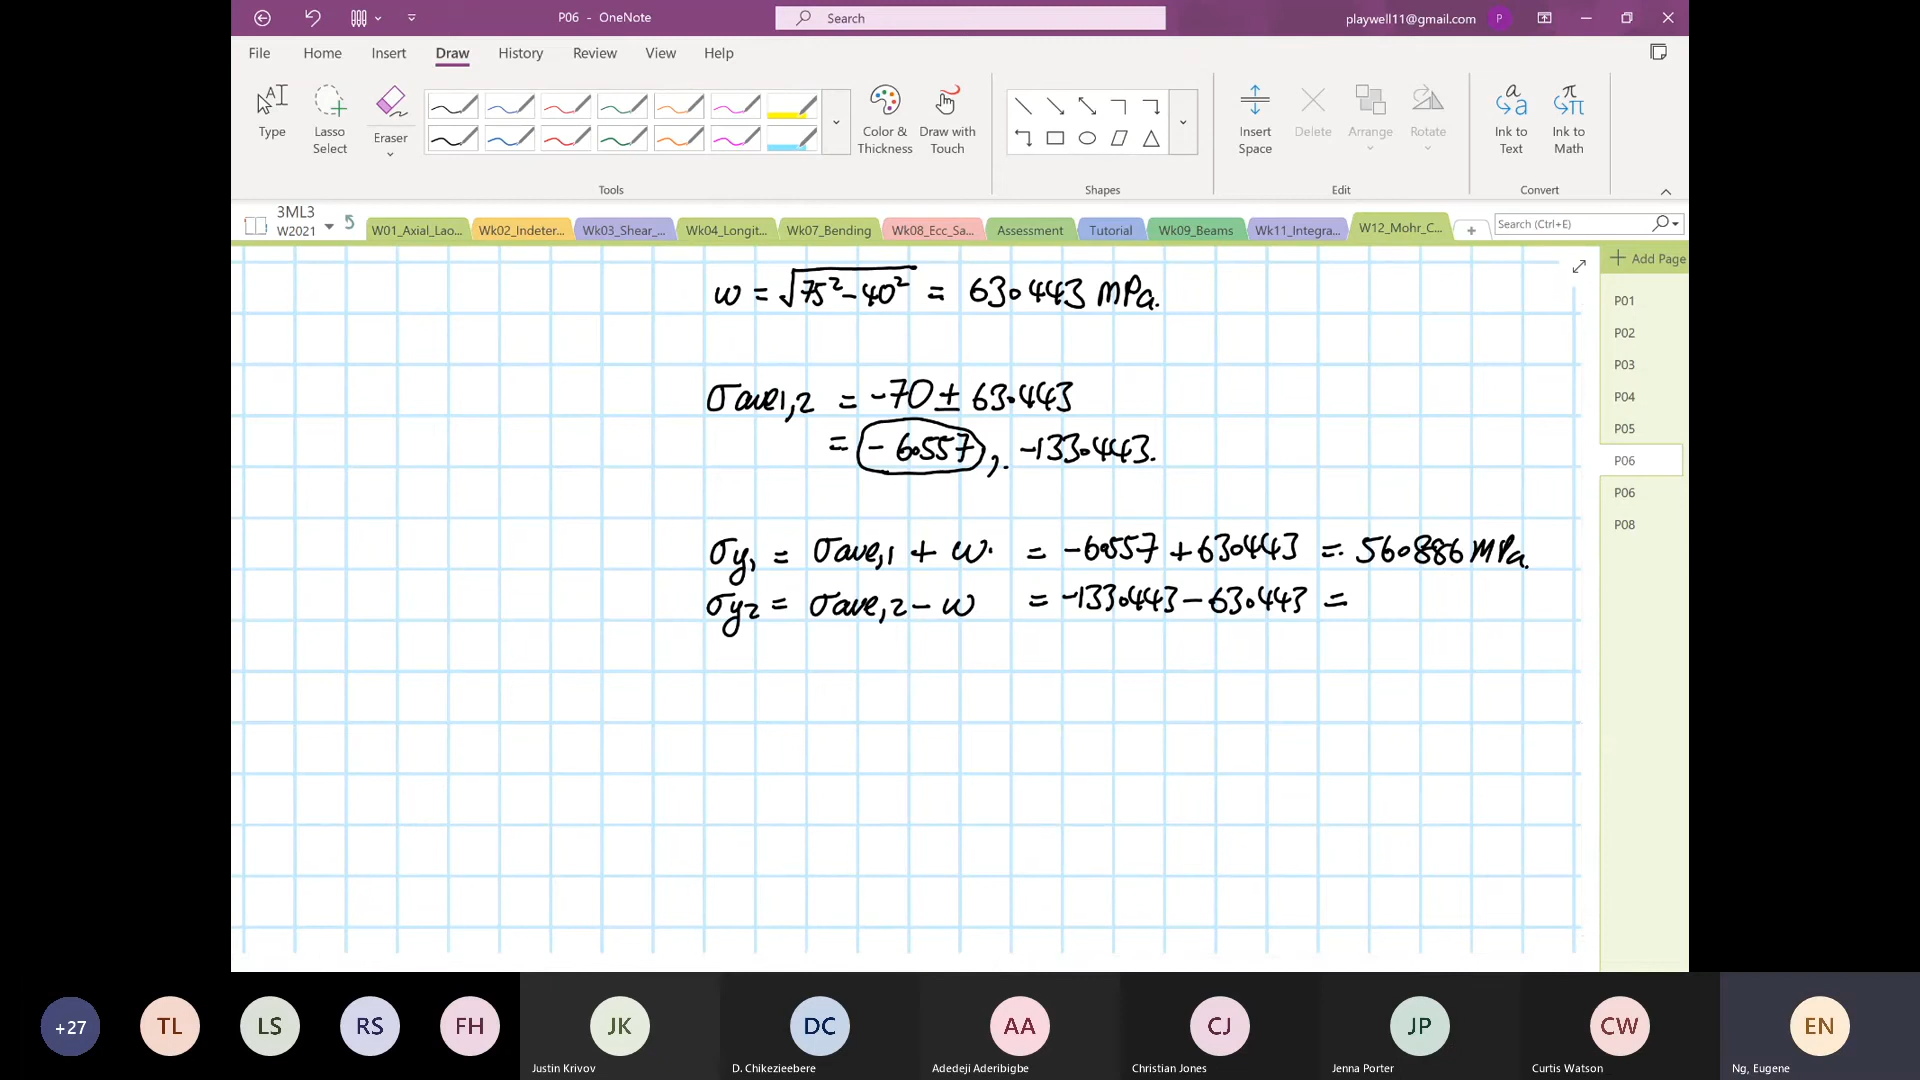 P06 - OneNote
Search
playwell11@gmail.com
P
File Home Insert Draw History Review View Help
Type
Lasso Select
Eraser
Color & Thickness
Draw with Touch
Insert Space
Delete
Arrange
Rotate
Ink to Text
Ink to Math
Tools
Shapes
Edit
Convert
3ML3
W2021
W01_Axial_Lao...
Wk02_Indeter...
Wk03_Shear_...
Wk04_Longit...
Wk07_Bending
Wk08_Ecc_Sa...
Assessment
Tutorial
Wk09_Beams
Wk11_Integra...
W12_Mohr_C...
Search (Ctrl+E)
Add Page
P01
P02
P03
P04
P05
P06
P06
P08
w = √75² - 40² = 63.443 MPa.
σave1,2 = -70 ± 63.443
= -6.557, -133.443.
σy1 = σave,1 + w. = -6.557 + 63.443 = 56.886 MPa.
σy2 = σave,2 - w = -133.443 - 63.443 =
+27
TL
LS
RS
FH
JK
DC
AA
CJ
JP
CW
EN
Justin Krivov
D. Chikezieebere
Adedeji Aderibigbe
Christian Jones
Jenna Porter
Curtis Watson
Ng, Eugene